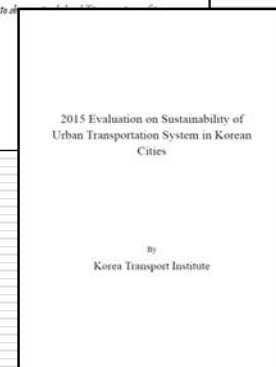 2015 Evaluation on Sustainability of
Urban Transportation System in Korean
Cities
By
Korea Transport Institute